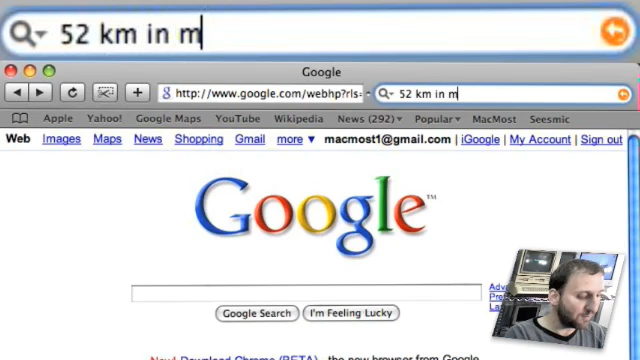 52 km in m
Google
http://www.google.com/webhp?rls=
52 km in m
Apple Yahoo! Google Maps YouTube Wikipedia News (292) Popular MacMost Seesmic
Web Images Maps News Shopping Gmail more macmost1@gmail.com | iGoogle | My Account | Sign out
Google™
Google Search I'm Feeling Lucky
New! Download Chrome (BETA) - the new browser from Google